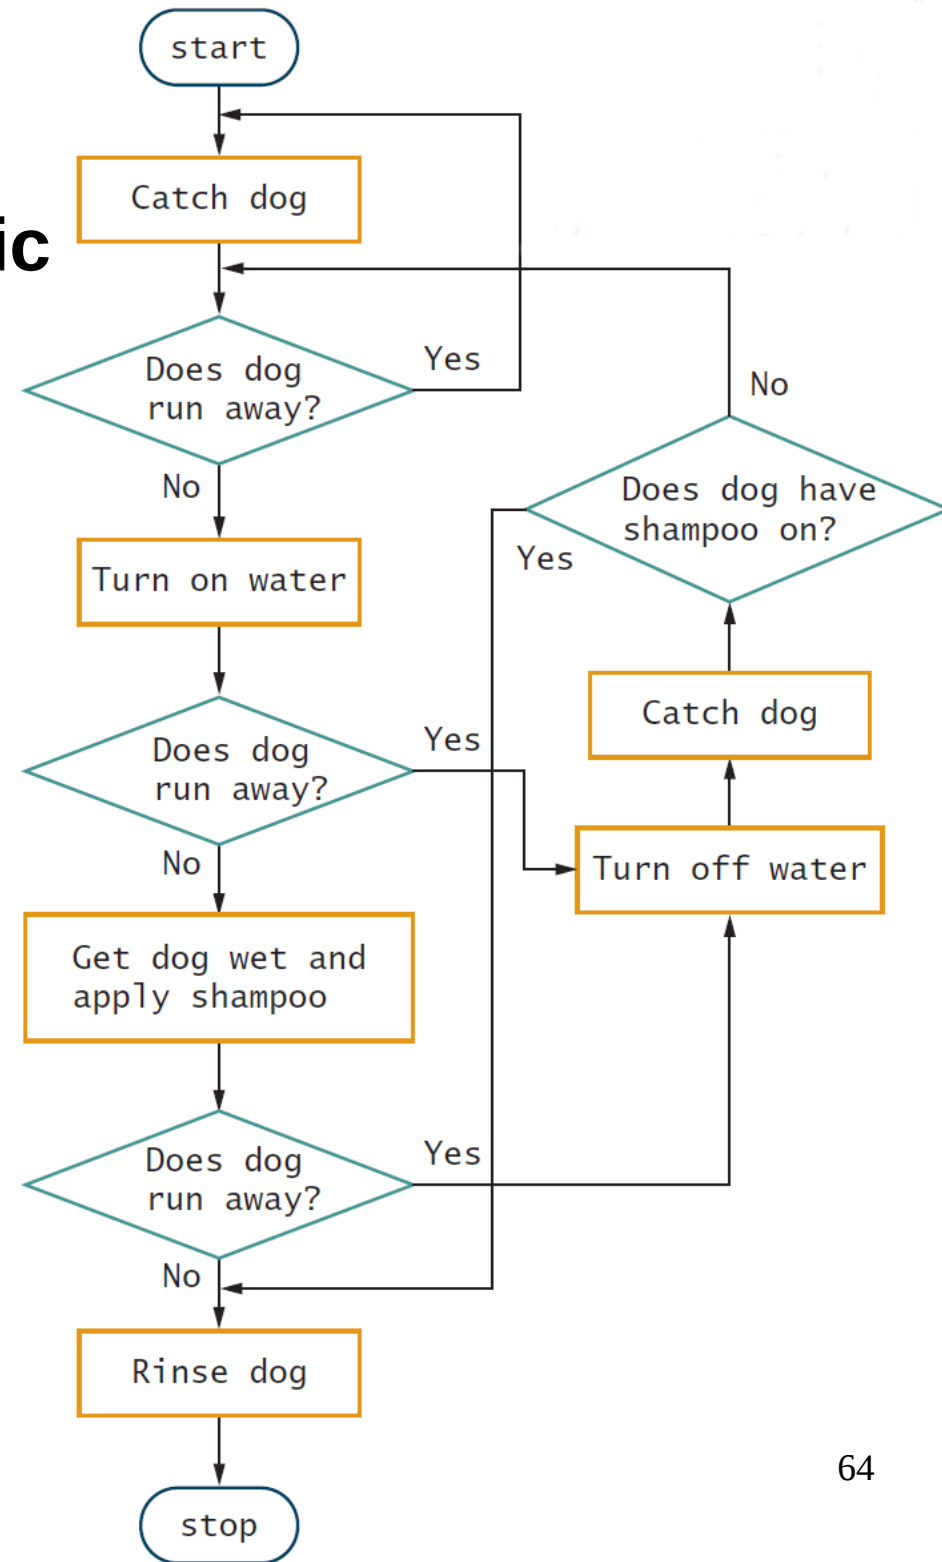 start
Catch dog
ic
Does dog
run away?
Yes
No
No
Does dog have
shampoo on?
Yes
Turn on water
Catch dog
Does dog
run away?
Yes
No
Turn off water
Get dog wet and
apply shampoo
Does dog
run away?
Yes
No
Rinse dog
64
stop